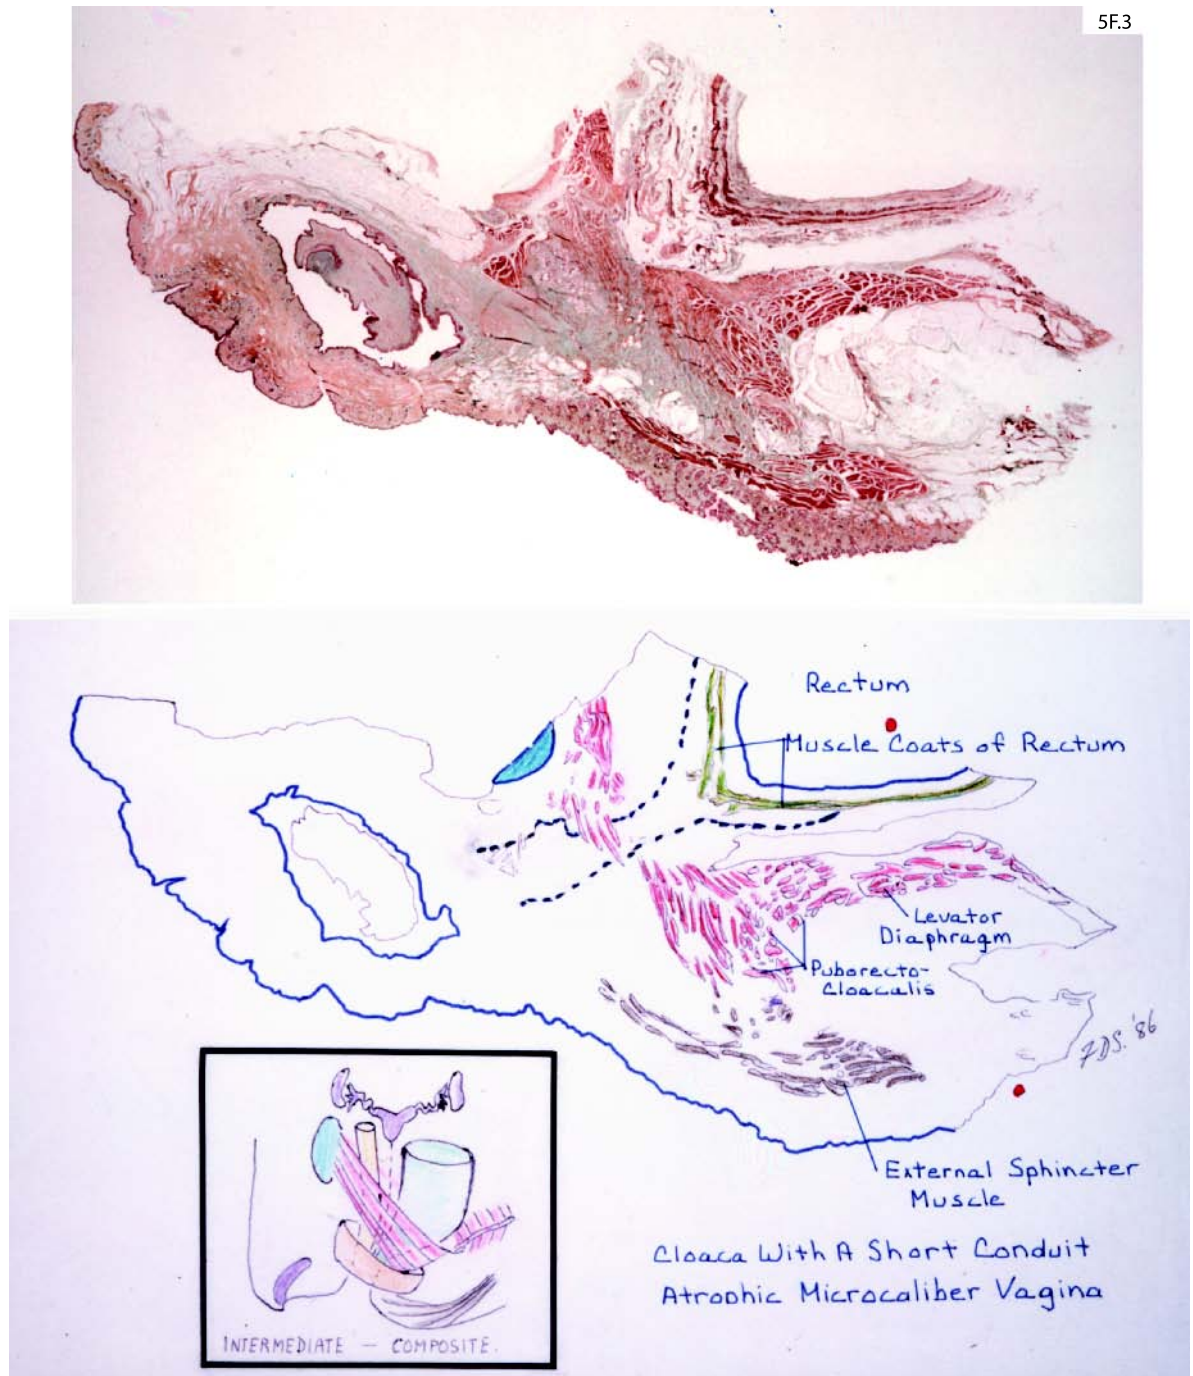 5F.3
Rectum
Muscle Coats of Rectum
Levator
Diaphragm
Puborecto-
Cloacalis
JDS. '86
External Sphincter
Muscle
Cloaca With A Short Conduit
Atrophic Microcaliber Vagina
INTERMEDIATE — COMPOSITE.